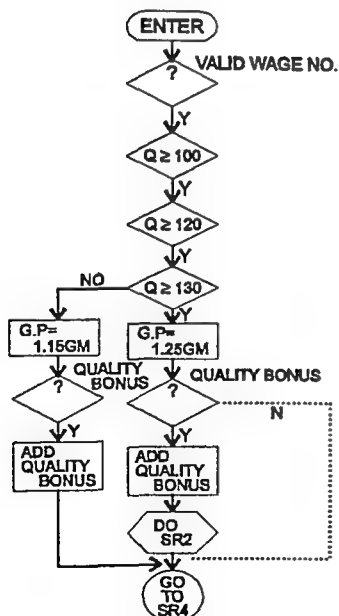 ENTER
?
VALID WAGE NO.
Y
Q ≥ 100
Y
Q ≥ 120
Y
NO
Q ≥ 130
Y
G.P=
1.15GM
G.P=
1.25GM
QUALITY
BONUS
?
QUALITY BONUS
?
N
Y
Y
ADD
QUALITY
BONUS
ADD
QUALITY
BONUS
DO
SR2
GO
TO
SR4